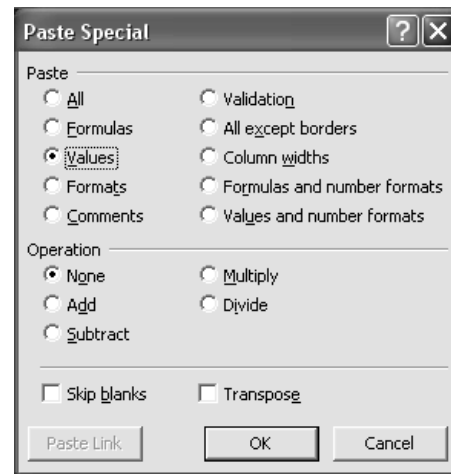 Paste Special
Paste
All
Validation
Formulas
All except borders
Values
Column widths
Formats
Formulas and number formats
Comments
Values and number formats
Operation
None
Multiply
Add
Divide
Subtract
Skip blanks
Transpose
Paste Link
OK
Cancel